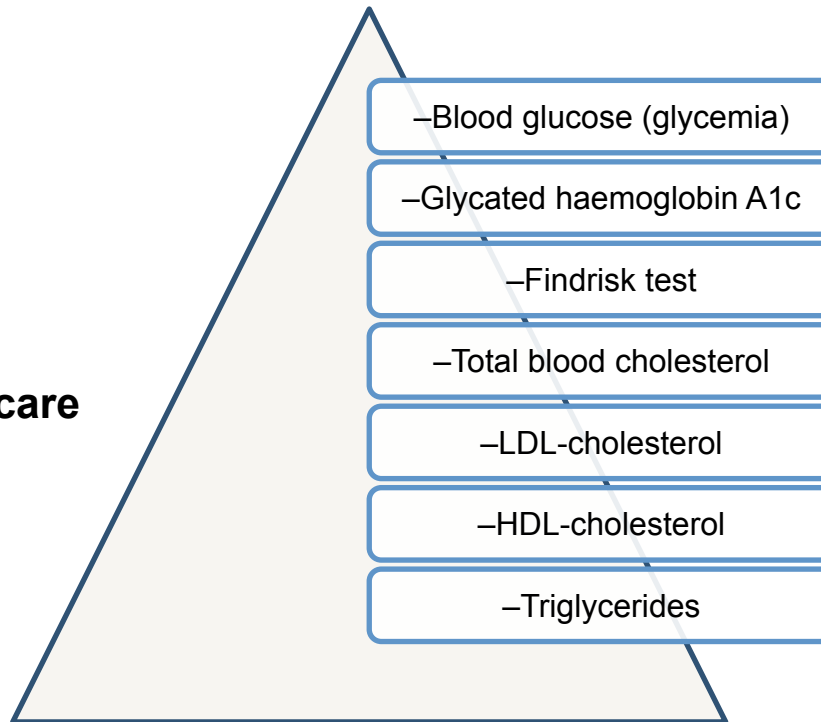 –Blood glucose (glycemia)
–Glycated haemoglobin A1c
–Findrisk test
–Total blood cholesterol
care
–LDL-cholesterol
–HDL-cholesterol
–Triglycerides